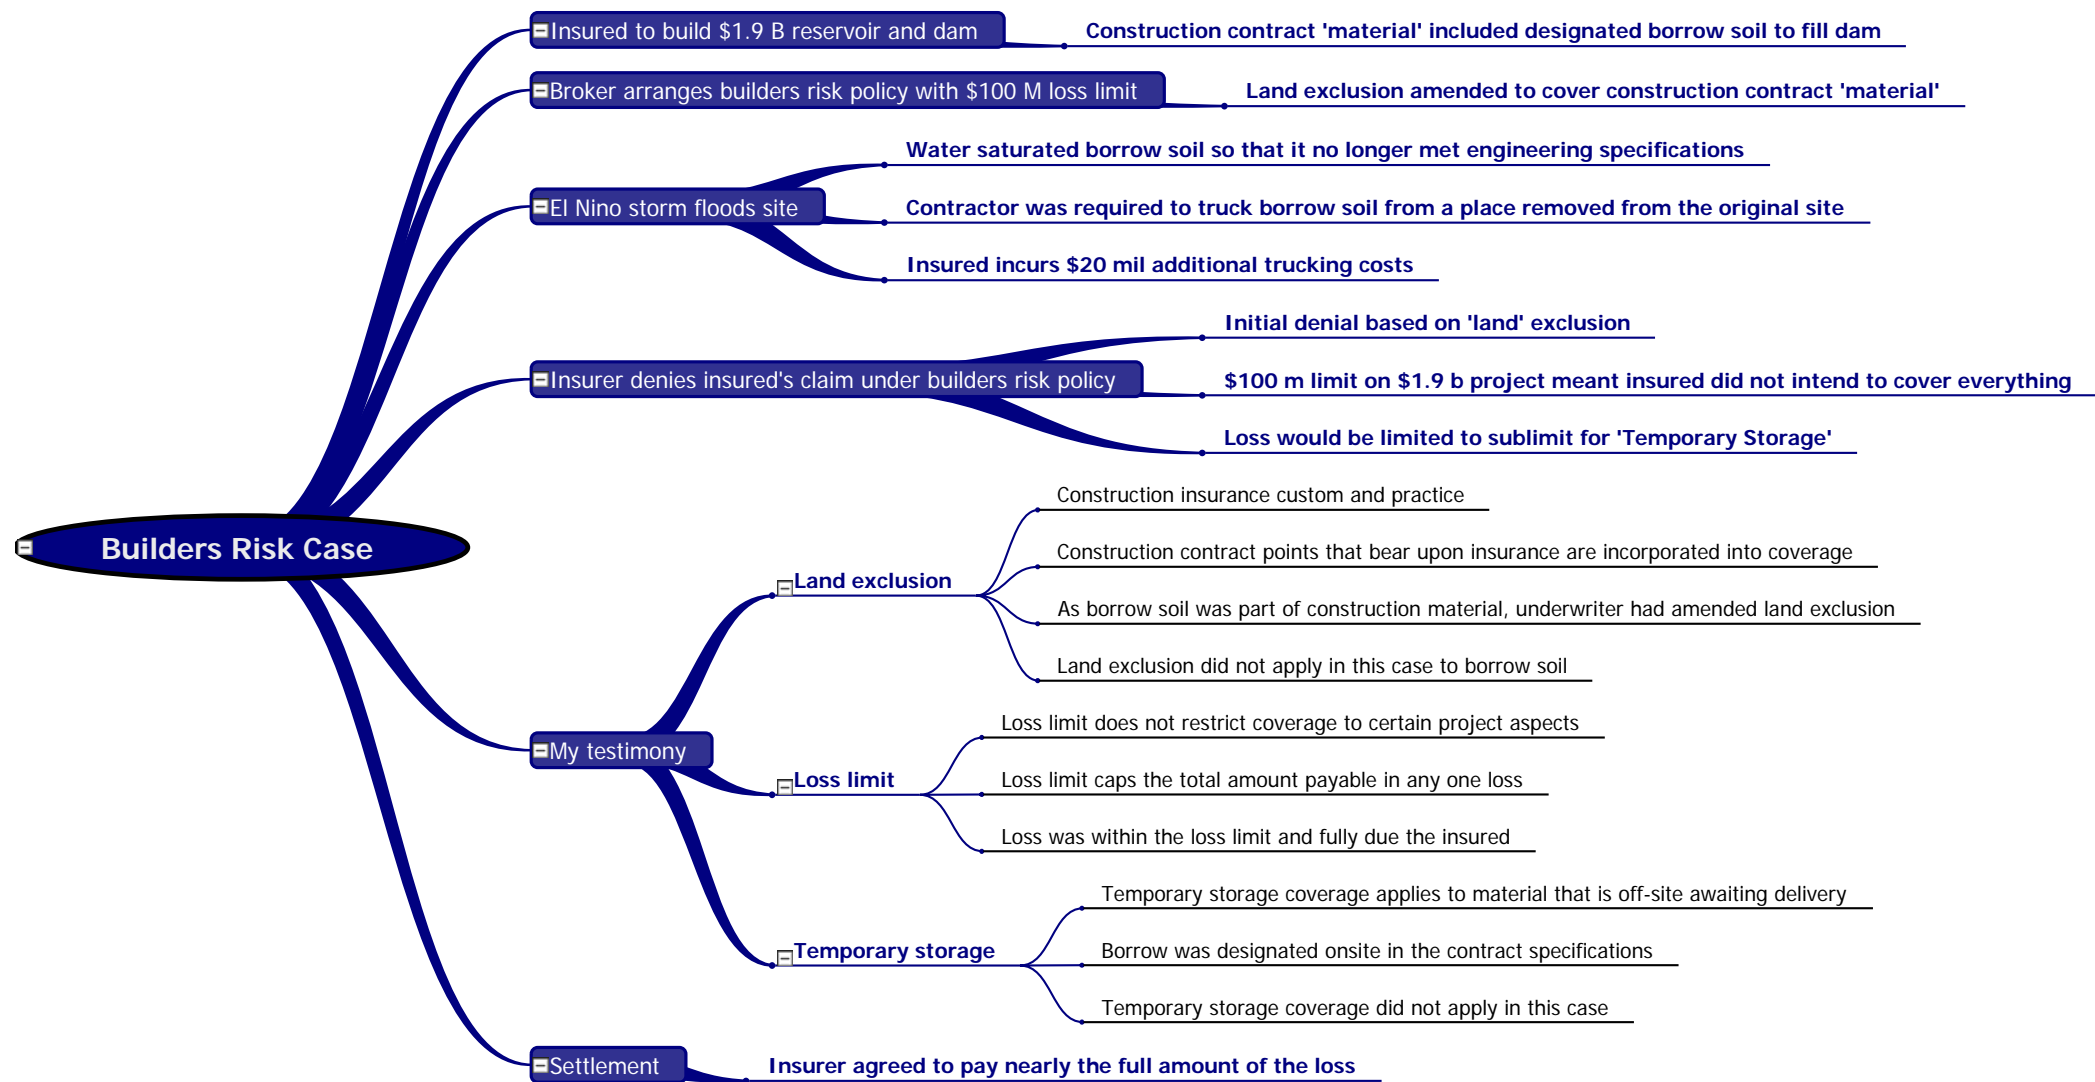 Insured to build $1.9 B reservoir and dam
Construction contract 'material' included designated borrow soil to fill dam
Broker arranges builders risk policy with $100 M loss limit
Land exclusion amended to cover construction contract 'material'
El Nino storm floods site
Water saturated borrow soil so that it no longer met engineering specifications
Contractor was required to truck borrow soil from a place removed from the original site
Insured incurs $20 mil additional trucking costs
Insurer denies insured's claim under builders risk policy
Initial denial based on 'land' exclusion
$100 m limit on $1.9 b project meant insured did not intend to cover everything
Loss would be limited to sublimit for 'Temporary Storage'
Builders Risk Case
My testimony
Land exclusion
Construction insurance custom and practice
Construction contract points that bear upon insurance are incorporated into coverage
As borrow soil was part of construction material, underwriter had amended land exclusion
Land exclusion did not apply in this case to borrow soil
Loss limit
Loss limit does not restrict coverage to certain project aspects
Loss limit caps the total amount payable in any one loss
Loss was within the loss limit and fully due the insured
Temporary storage
Temporary storage coverage applies to material that is off-site awaiting delivery
Borrow was designated onsite in the contract specifications
Temporary storage coverage did not apply in this case
Settlement
Insurer agreed to pay nearly the full amount of the loss